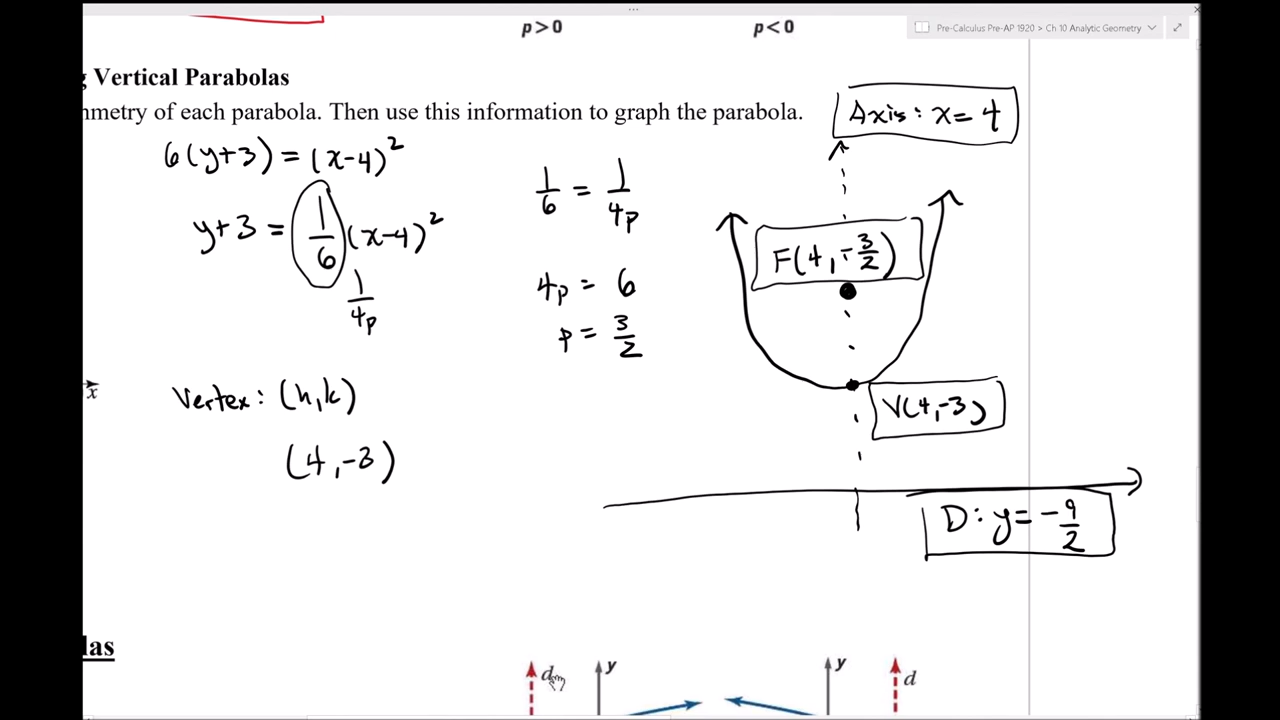 p>0
p<0
Pre-Calculus Pre-AP 1920 > Ch 10 Analytic Geometry
Vertical Parabolas
mmetry of each parabola. Then use this information to graph the parabola.
Axis: x=4
6(y+3) = (x-4)²
y+3 = 1/6 (x-4)²
1/4p
1/6 = 1/4p
4p = 6
p = 3/2
F(4, -3/2)
x
Vertex: (h,k)
(4,-3)
V(4,-3)
D: y= -9/2
las
d
y
y
d